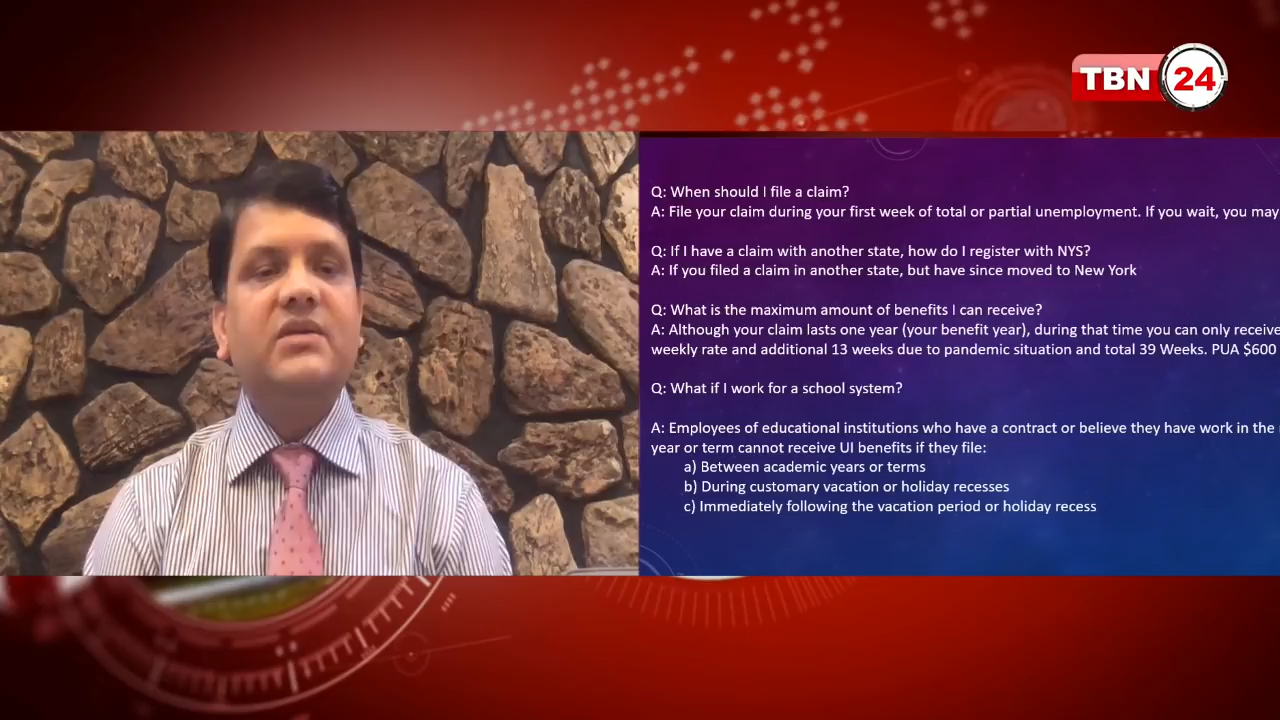 TBN 24
Q: When should I file a claim?
A: File your claim during your first week of total or partial unemployment. If you wait, you may
Q: If I have a claim with another state, how do I register with NYS?
A: If you filed a claim in another state, but have since moved to New York
Q: What is the maximum amount of benefits I can receive?
A: Although your claim lasts one year (your benefit year), during that time you can only receive
weekly rate and additional 13 weeks due to pandemic situation and total 39 Weeks. PUA $600
Q: What if I work for a school system?
A: Employees of educational institutions who have a contract or believe they have work in the
year or term cannot receive UI benefits if they file:
a) Between academic years or terms
b) During customary vacation or holiday recesses
c) Immediately following the vacation period or holiday recess